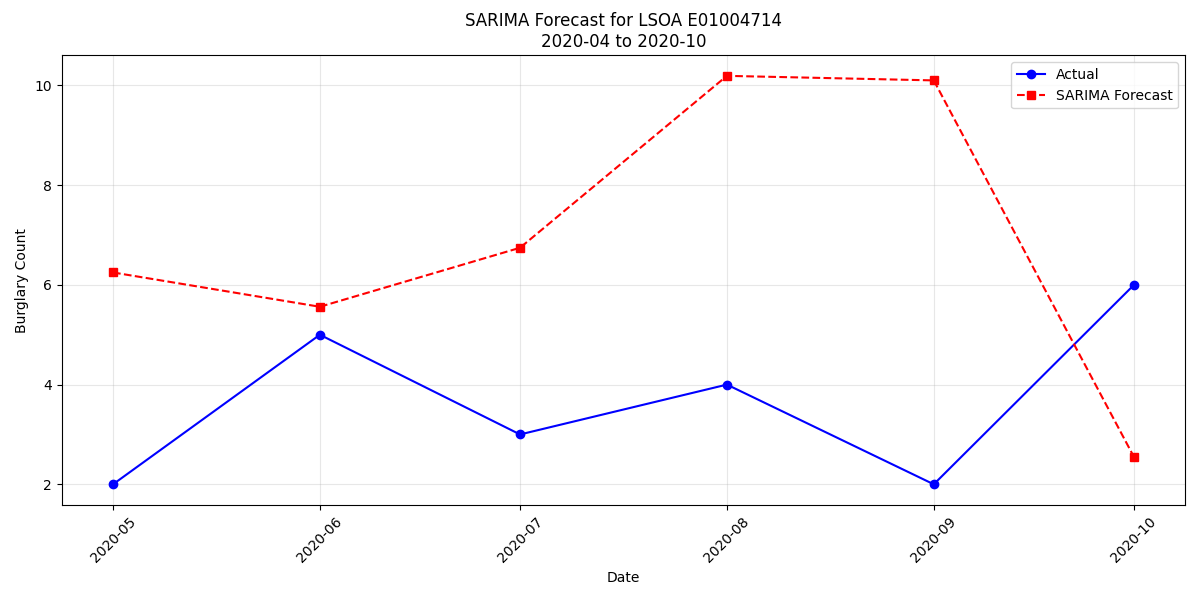 SARIMA Forecast for LSOA E01004714
2020-04 to 2020-10
Actual
SARIMA Forecast
Burglary Count
10
8
6
4
2
2020-05
2020-06
2020-07
2020-08
2020-09
2020-10
Date